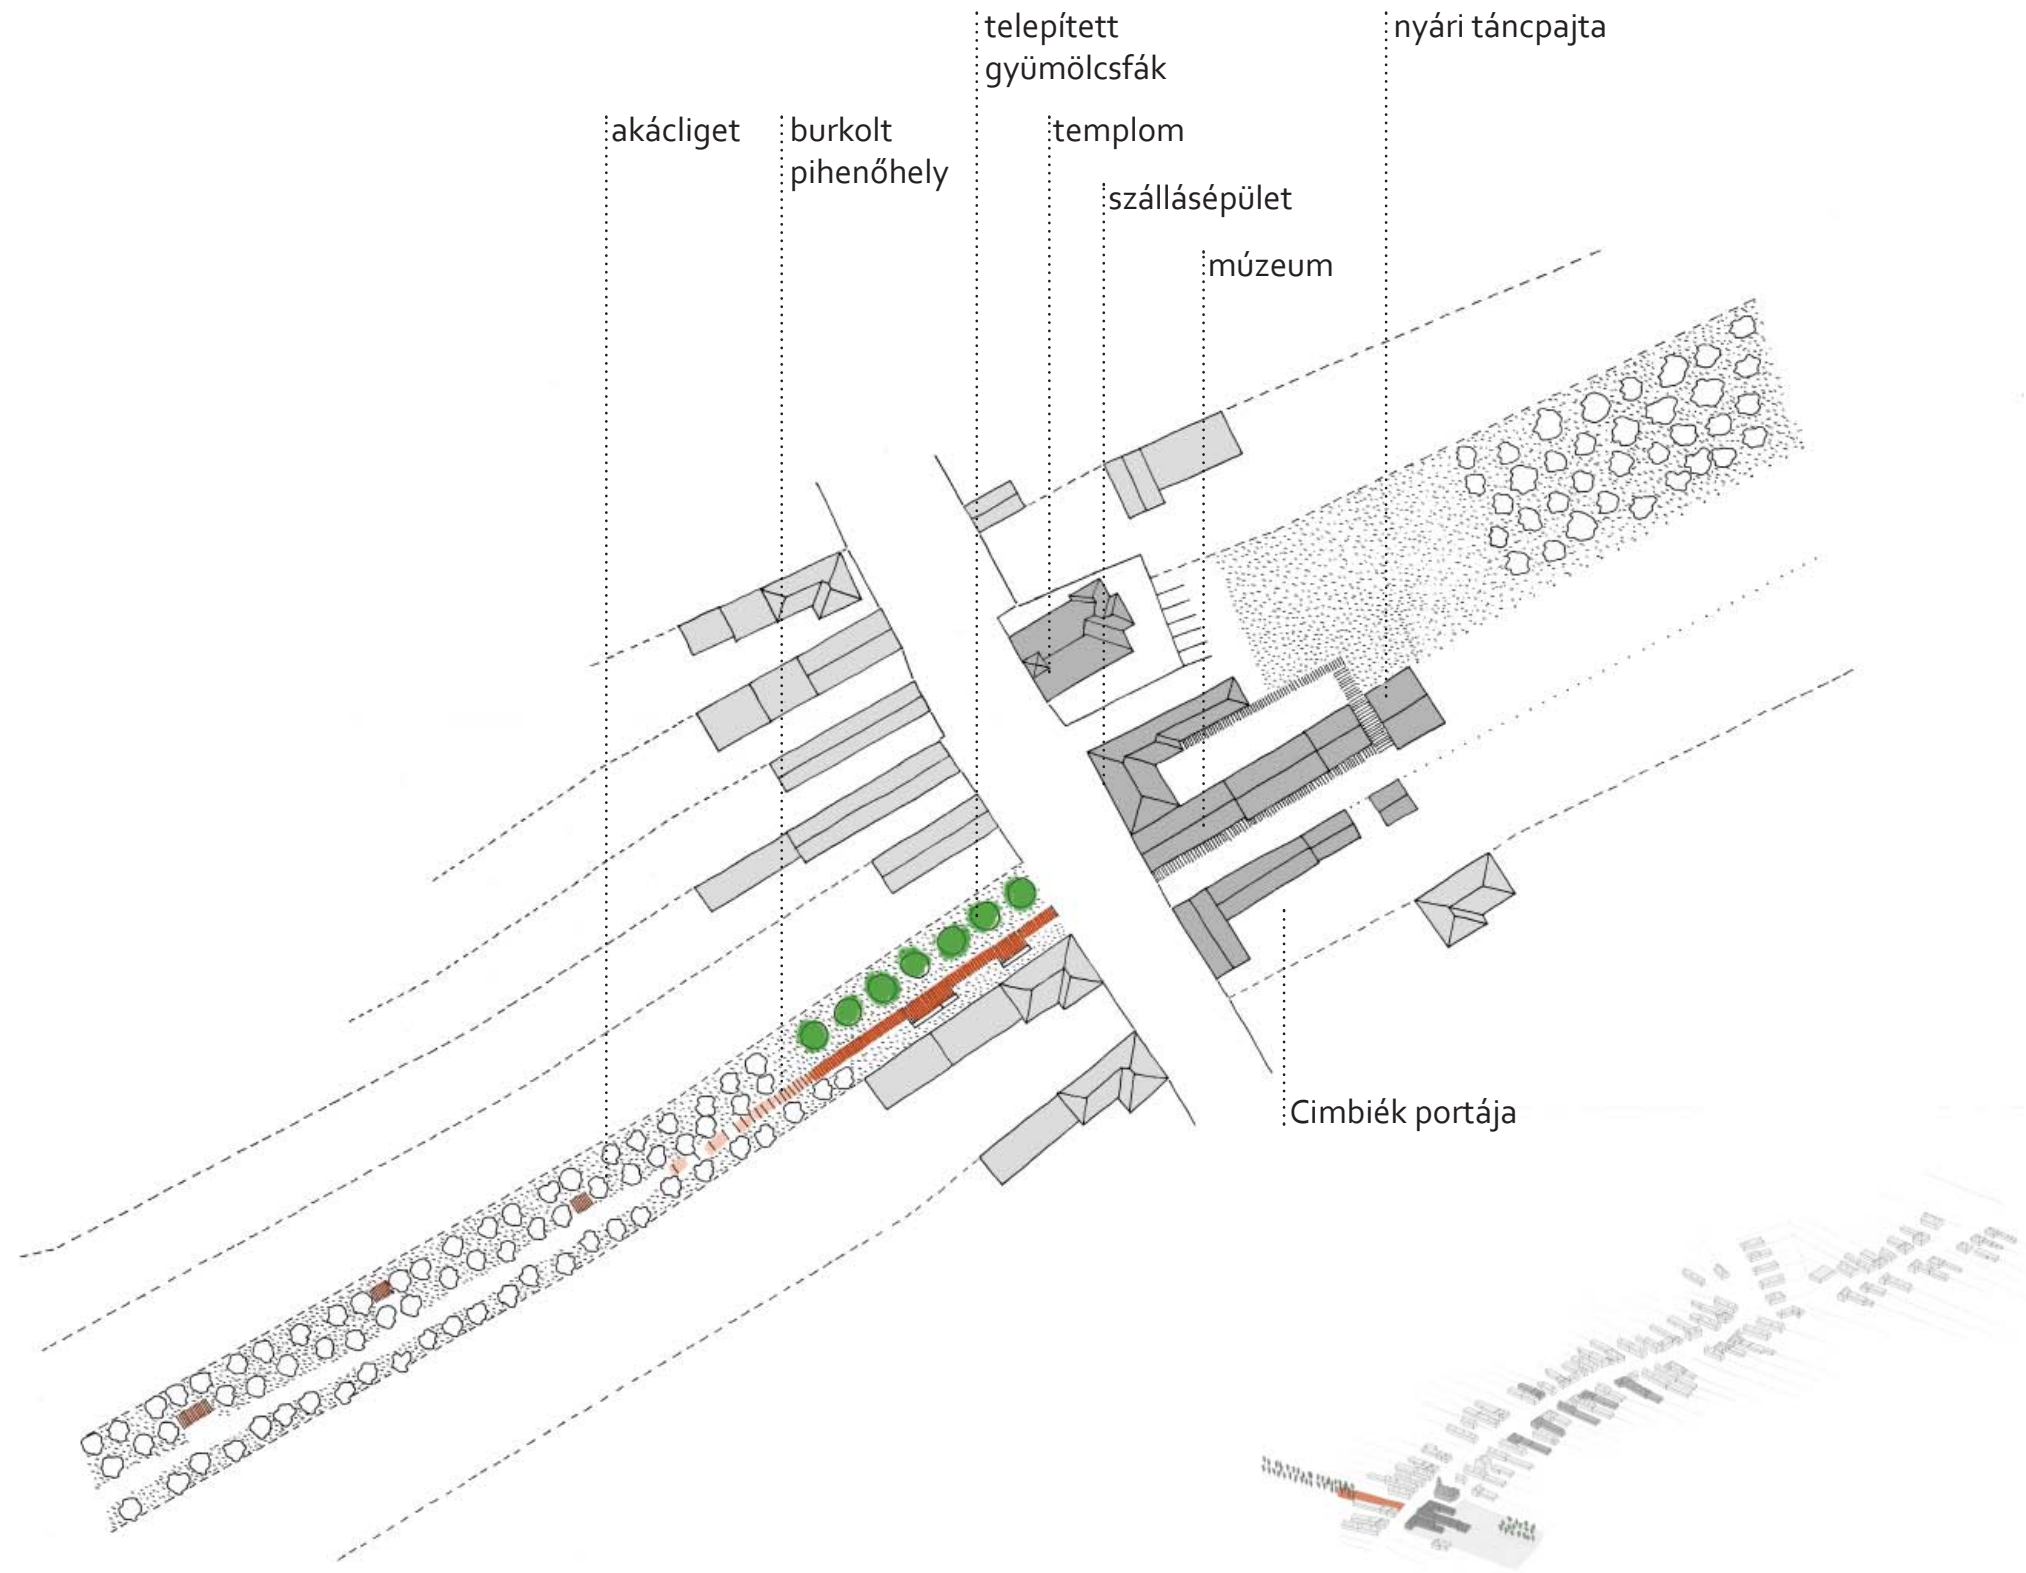 telepített
gyümölcsfák
nyári táncpajta
akácliget
burkolt
pihenőhely
templom
szállásépület
múzeum
Cimbiék portája